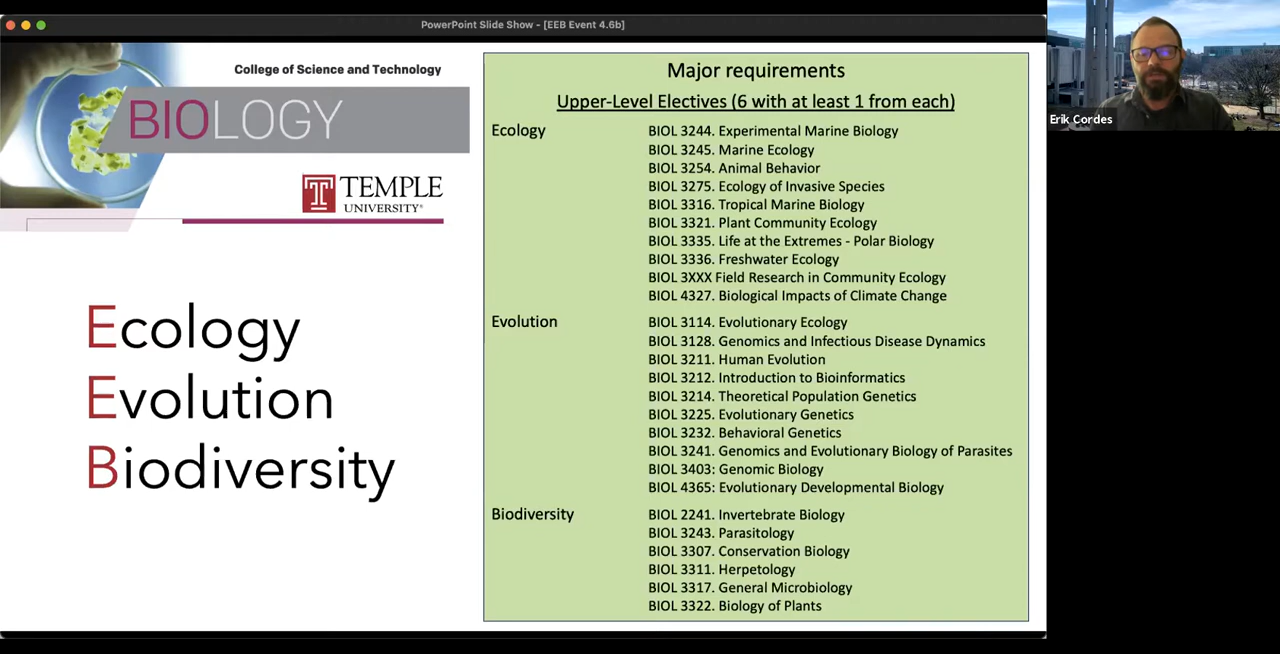 PowerPoint Slide Show - [EEB Event 4.6b]
College of Science and Technology
BIOLOGY
TEMPLE
UNIVERSITY®
Ecology
Evolution
Biodiversity
Major requirements
Upper-Level Electives (6 with at least 1 from each)
Ecology BIOL 3244. Experimental Marine Biology
BIOL 3245. Marine Ecology
BIOL 3254. Animal Behavior
BIOL 3275. Ecology of Invasive Species
BIOL 3316. Tropical Marine Biology
BIOL 3321. Plant Community Ecology
BIOL 3335. Life at the Extremes - Polar Biology
BIOL 3336. Freshwater Ecology
BIOL 3XXX Field Research in Community Ecology
BIOL 4327. Biological Impacts of Climate Change
Evolution BIOL 3114. Evolutionary Ecology
BIOL 3128. Genomics and Infectious Disease Dynamics
BIOL 3211. Human Evolution
BIOL 3212. Introduction to Bioinformatics
BIOL 3214. Theoretical Population Genetics
BIOL 3225. Evolutionary Genetics
BIOL 3232. Behavioral Genetics
BIOL 3241. Genomics and Evolutionary Biology of Parasites
BIOL 3403: Genomic Biology
BIOL 4365: Evolutionary Developmental Biology
Biodiversity BIOL 2241. Invertebrate Biology
BIOL 3243. Parasitology
BIOL 3307. Conservation Biology
BIOL 3311. Herpetology
BIOL 3317. General Microbiology
BIOL 3322. Biology of Plants
Erik Cordes